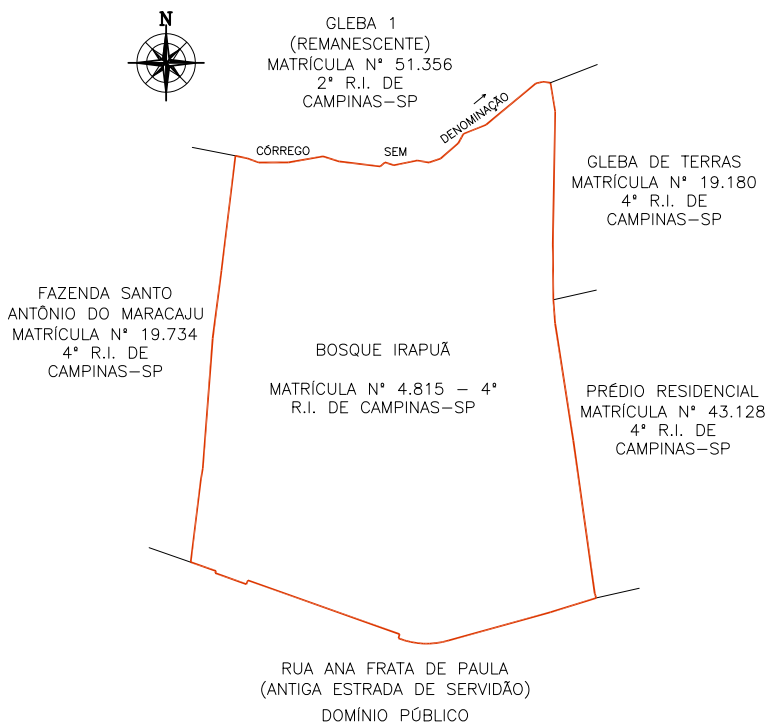 N
GLEBA 1
(REMANESCENTE)
MATRÍCULA Nº 51.356
2º R.I. DE
CAMPINAS-SP
CÓRREGO SEM DENOMINAÇÃO
GLEBA DE TERRAS
MATRÍCULA Nº 19.180
4º R.I. DE
CAMPINAS-SP
FAZENDA SANTO
ANTÔNIO DO MARACAJU
MATRÍCULA Nº 19.734
4º R.I. DE
CAMPINAS-SP
BOSQUE IRAPUÃ
MATRÍCULA Nº 4.815 - 4º
R.I. DE CAMPINAS-SP
PRÉDIO RESIDENCIAL
MATRÍCULA Nº 43.128
4º R.I. DE
CAMPINAS-SP
RUA ANA FRATA DE PAULA
(ANTIGA ESTRADA DE SERVIDÃO)
DOMÍNIO PÚBLICO